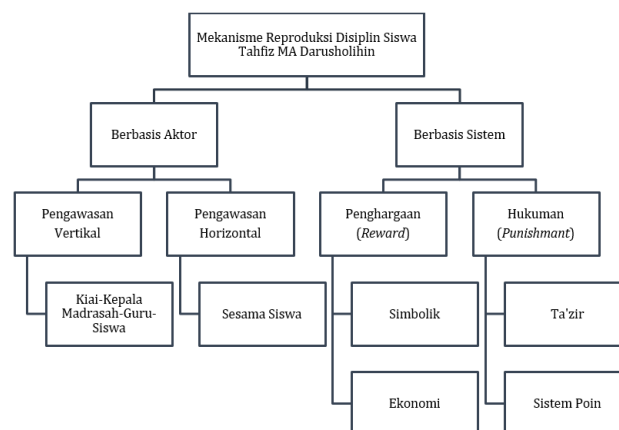 Mekanisme Reproduksi Disiplin Siswa
Tahfiz MA Darusholihin
Berbasis Aktor
Berbasis Sistem
Pengawasan
Vertikal
Pengawasan
Horizontal
Penghargaan
(Reward)
Hukuman
(Punishmant)
Kiai-Kepala
Madrasah-Guru-
Siswa
Sesama Siswa
Simbolik
Ta'zir
Ekonomi
Sistem Poin